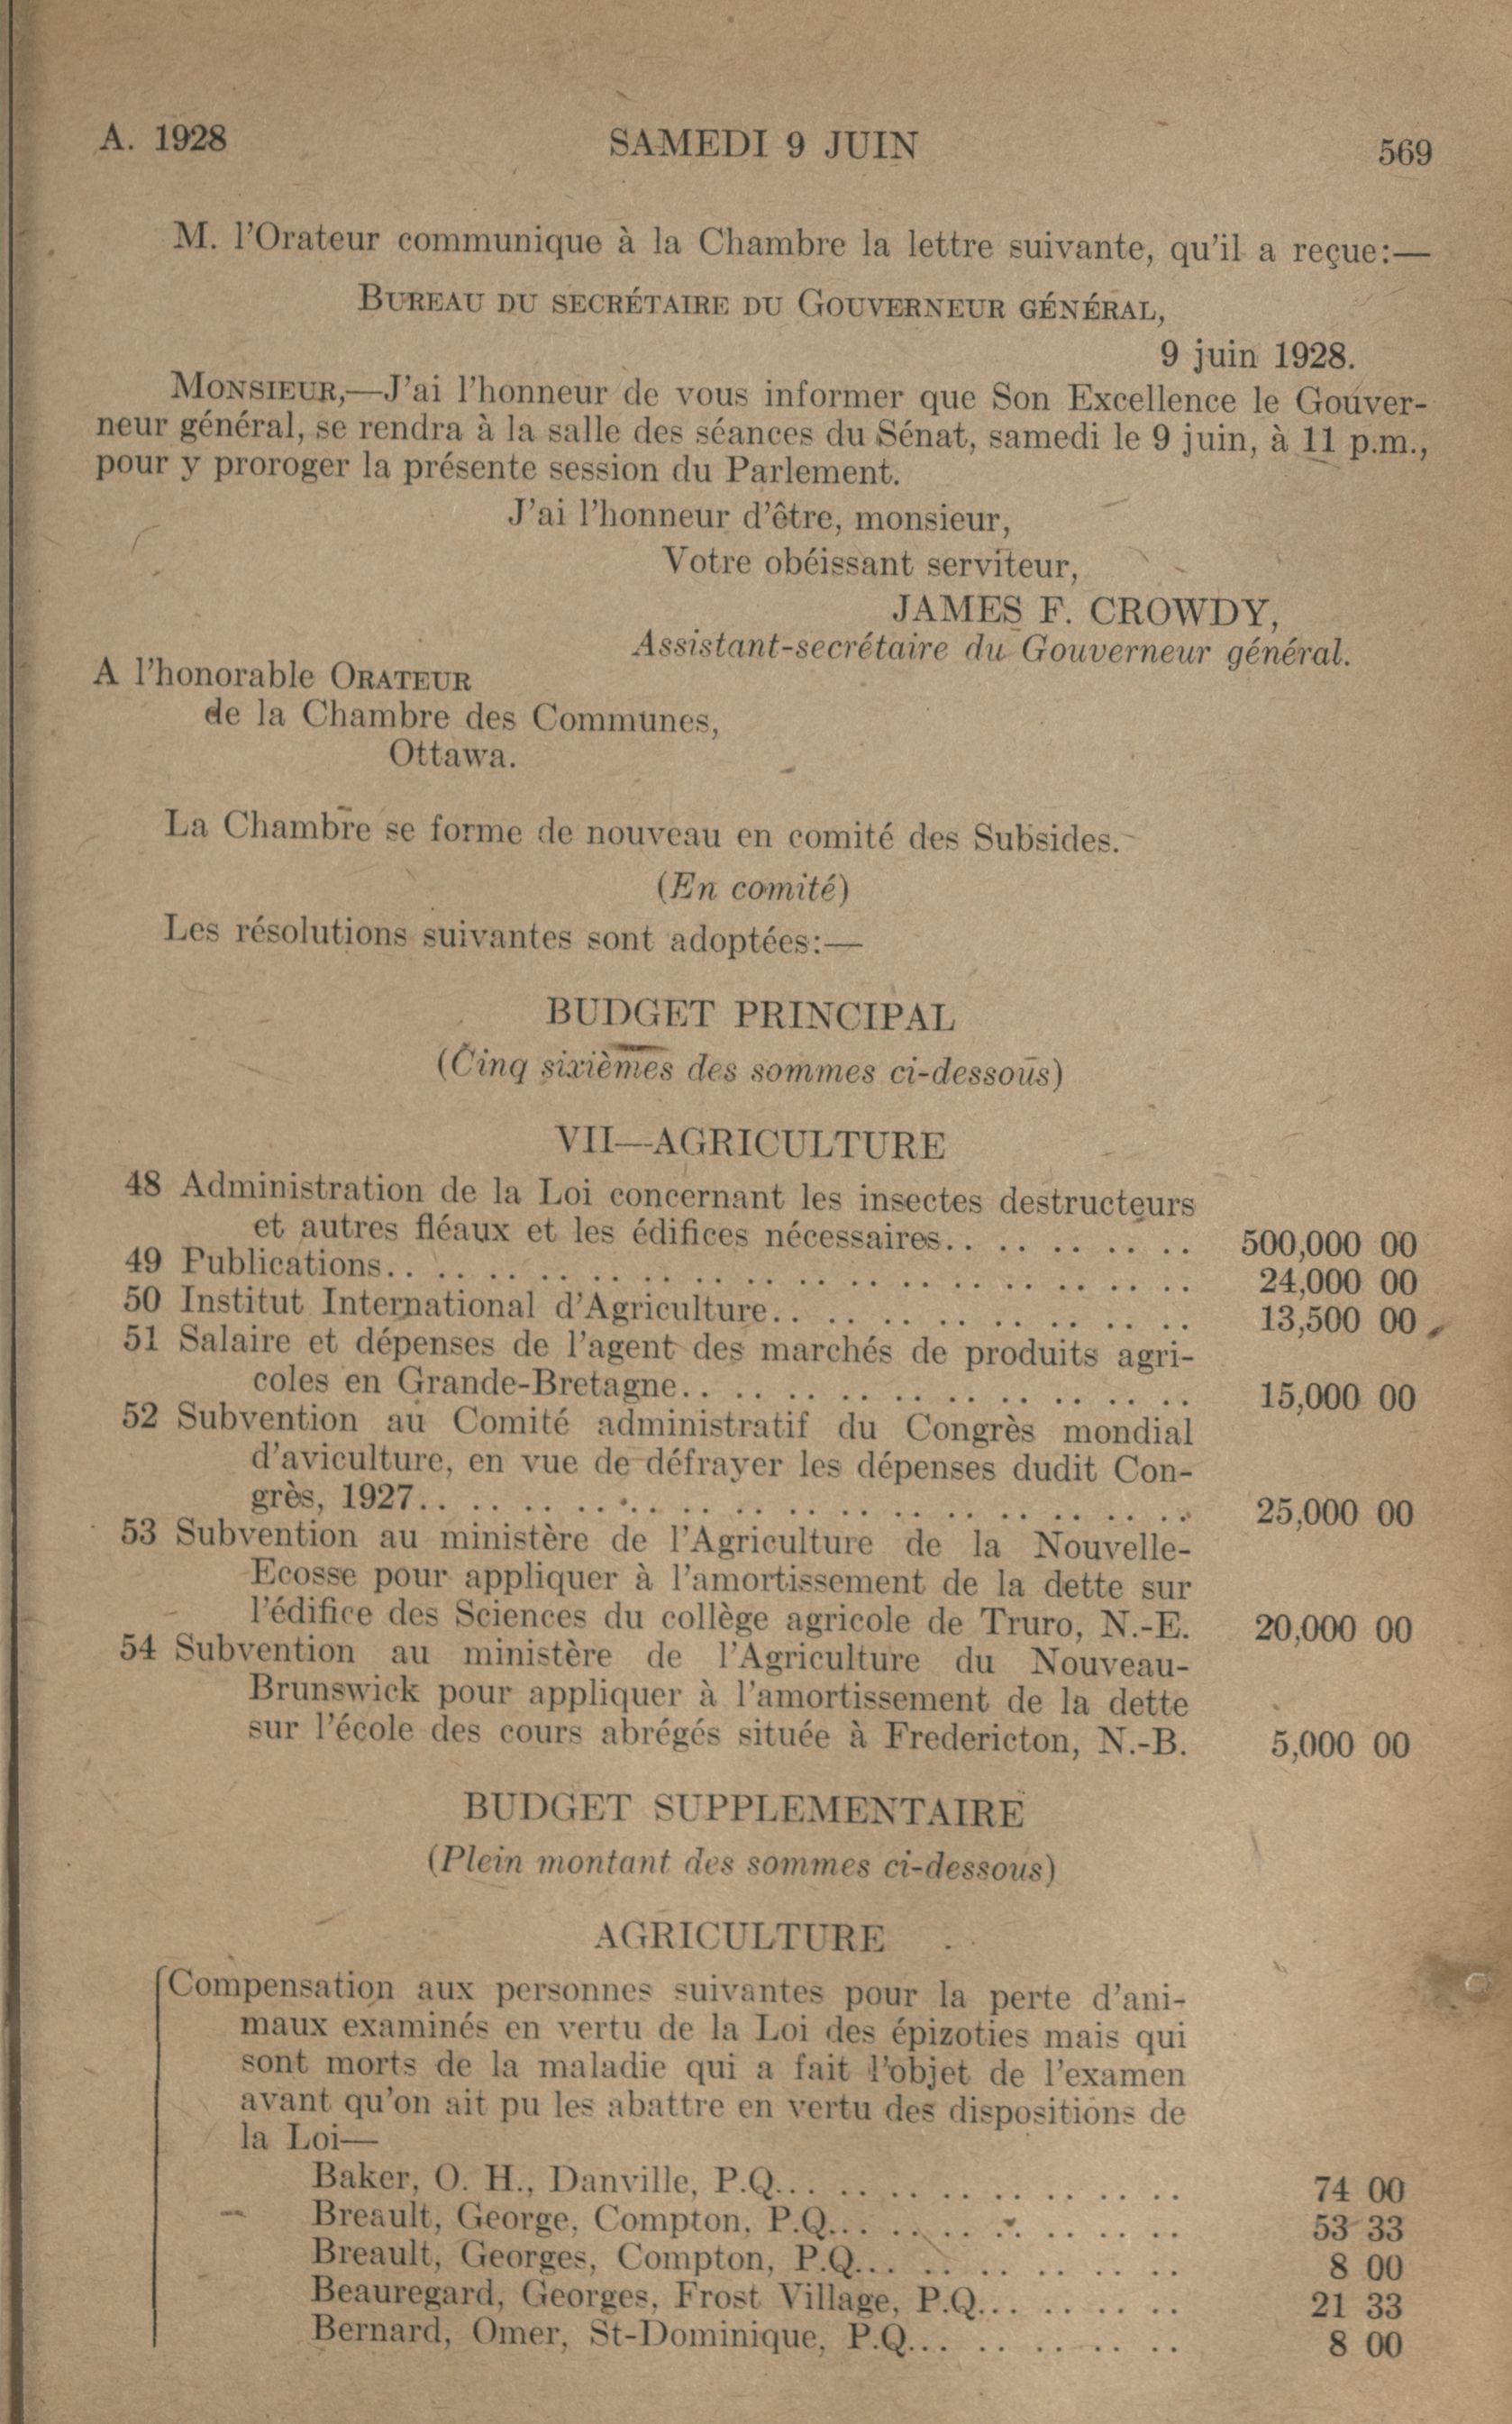 A. 1928 SAMEDI 9 JUIN 569
M. l'Orateur communique à la Chambre la lettre suivante, qu'il a reçue:—
BUREAU DU SECRÉTAIRE DU GOUVERNEUR GÉNÉRAL,
9 juin 1928.
MONSIEUR,—J'ai l'honneur de vous informer que Son Excellence le Gouver-
neur général, se rendra à la salle des séances du Sénat, samedi le 9 juin, à 11 p.m.,
pour y proroger la présente session du Parlement.
J'ai l'honneur d'être, monsieur,
Votre obéissant serviteur,
JAMES F. CROWDY,
Assistant-secrétaire du Gouverneur général.
A l'honorable ORATEUR
de la Chambre des Communes,
Ottawa.
La Chambre se forme de nouveau en comité des Subsides.
(En comité)
Les résolutions suivantes sont adoptées:—
BUDGET PRINCIPAL
(Cinq sixièmes des sommes ci-dessous)
VII—AGRICULTURE
48 Administration de la Loi concernant les insectes destructeurs
et autres fléaux et les édifices nécessaires.. .. .. .. .. .. 500,000 00
49 Publications.. .. .. .. .. .. .. .. .. .. .. .. .. .. .. .. 24,000 00
50 Institut International d'Agriculture.. .. .. .. .. .. .. .. .. 13,500 00
51 Salaire et dépenses de l'agent des marchés de produits agri-
coles en Grande-Bretagne.. .. .. .. .. .. .. .. .. .. 15,000 00
52 Subvention au Comité administratif du Congrès mondial
d'aviculture, en vue de défrayer les dépenses dudit Con-
grès, 1927.. .. .. .. .. .. .. .. .. .. .. .. .. .. .. 25,000 00
53 Subvention au ministère de l'Agriculture de la Nouvelle-
Ecosse pour appliquer à l'amortissement de la dette sur
l'édifice des Sciences du collège agricole de Truro, N.-E. 20,000 00
54 Subvention au ministère de l'Agriculture du Nouveau-
Brunswick pour appliquer à l'amortissement de la dette
sur l'école des cours abrégés située à Fredericton, N.-B. 5,000 00
BUDGET SUPPLEMENTAIRE
(Plein montant des sommes ci-dessous)
AGRICULTURE
Compensation aux personnes suivantes pour la perte d'ani-
maux examinés en vertu de la Loi des épizoties mais qui
sont morts de la maladie qui a fait l'objet de l'examen
avant qu'on ait pu les abattre en vertu des dispositions de
la Loi—
Baker, O. H., Danville, P.Q... .. .. .. .. .. .. .. 74 00
Breault, George, Compton, P.Q... .. .. .. .. .. .. 53 33
Breault, Georges, Compton, P.Q... .. .. .. .. .. 8 00
Beauregard, Georges, Frost Village, P.Q... .. .. .. 21 33
Bernard, Omer, St-Dominique, P.Q... .. .. .. .. .. 8 00